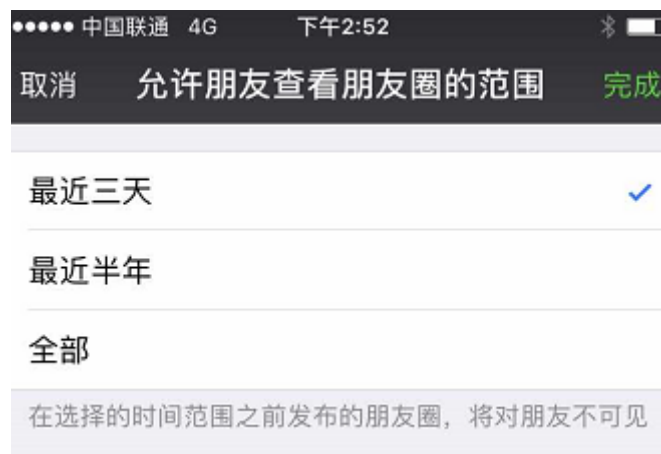 中国联通 4G 下午2:52
取消 允许朋友查看朋友圈的范围 完成
最近三天
最近半年
全部
在选择的时间范围之前发布的朋友圈，将对朋友不可见